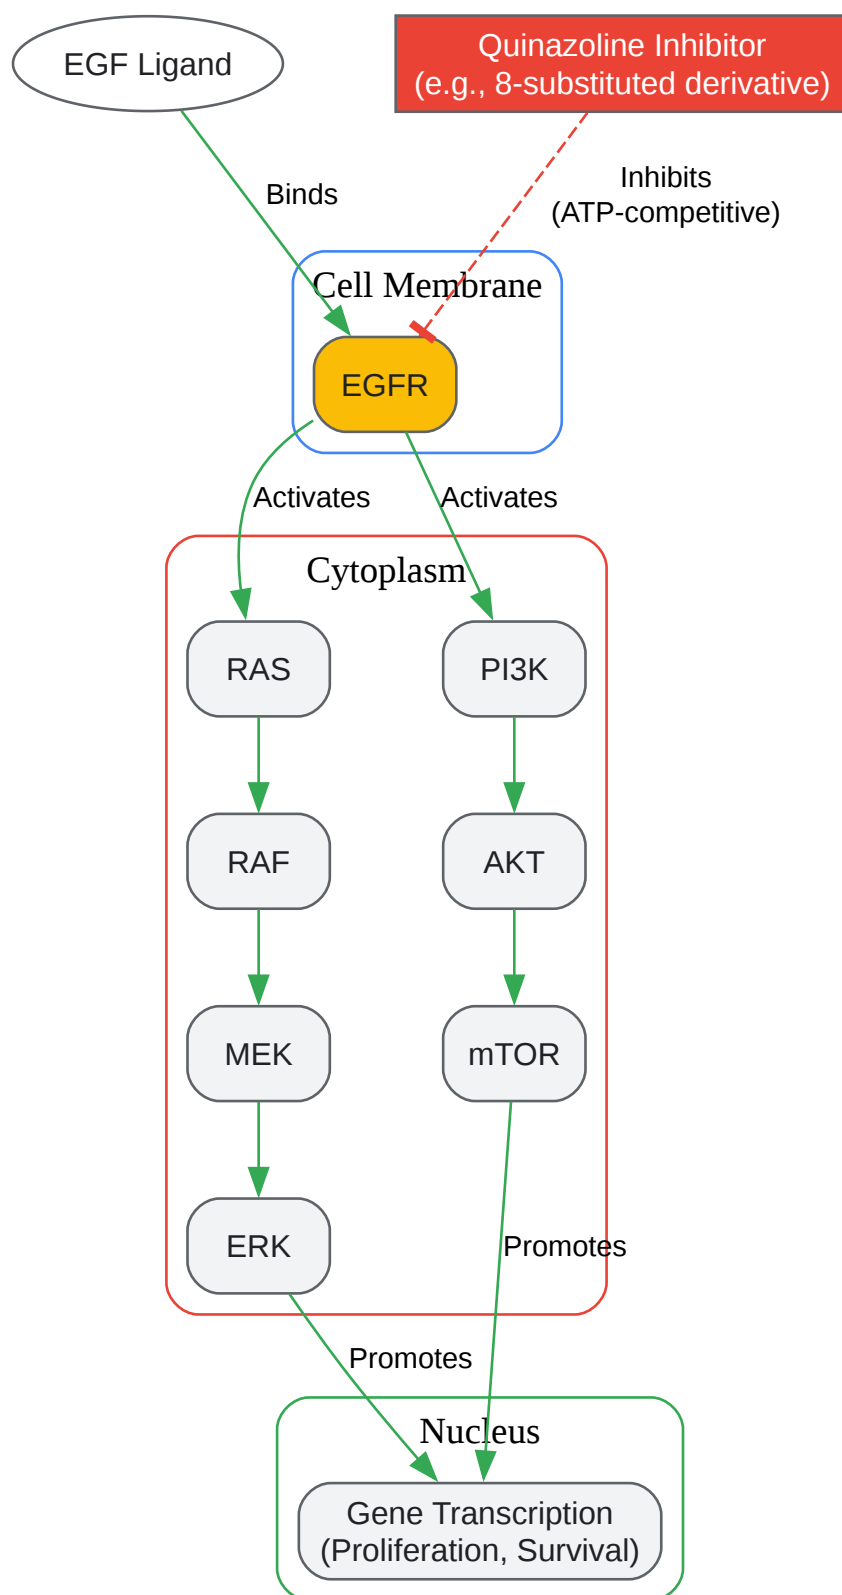 EGF Ligand
Quinazoline Inhibitor
(e.g., 8-substituted derivative)
Binds
Inhibits
(ATP-competitive)
Cell Membrane
EGFR
Activates
Activates
Cytoplasm
RAS
PI3K
RAF
AKT
MEK
mTOR
ERK
Promotes
Promotes
Nucleus
Gene Transcription
(Proliferation, Survival)